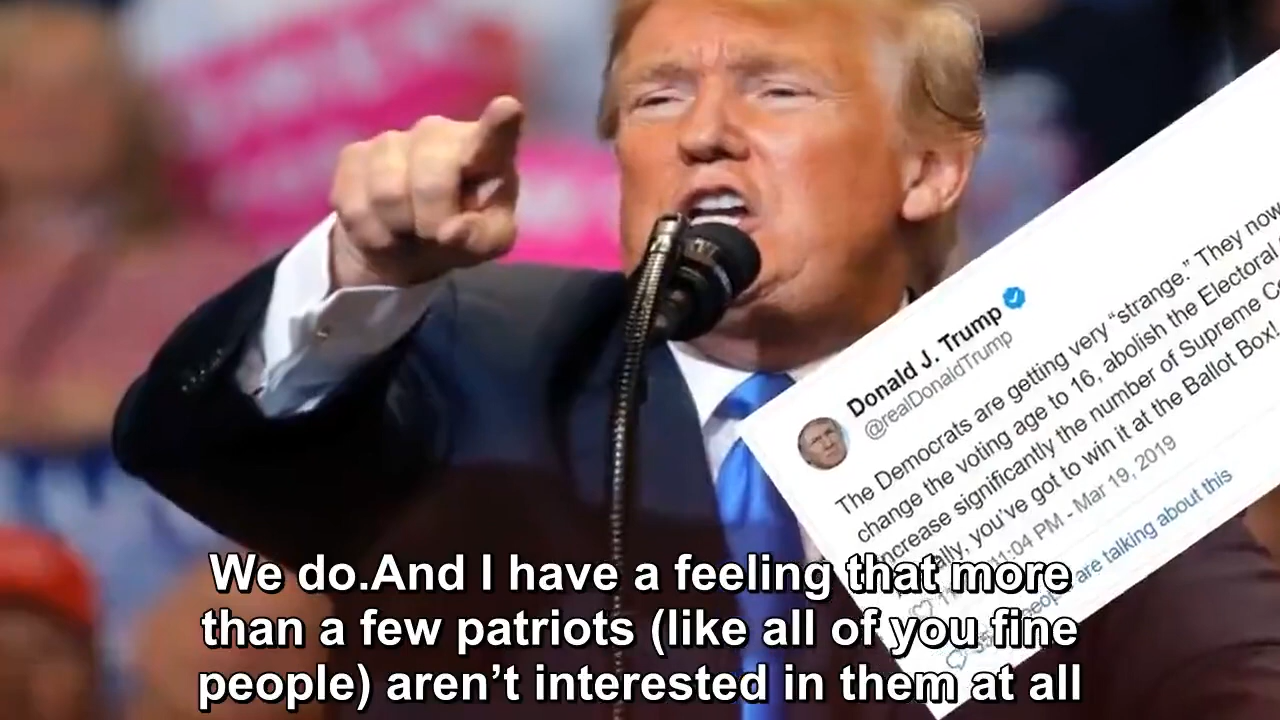 Donald J. Trump
@realDonaldTrump
The Democrats are getting very “strange.” They now
change the voting age to 16, abolish the Electoral
increase significantly the number of Supreme
you’ve got to win it at the Ballot Box!
11:04 PM - Mar 19, 2019
are talking about this
We do.And I have a feeling that more
than a few patriots (like all of you fine
people) aren’t interested in them at all